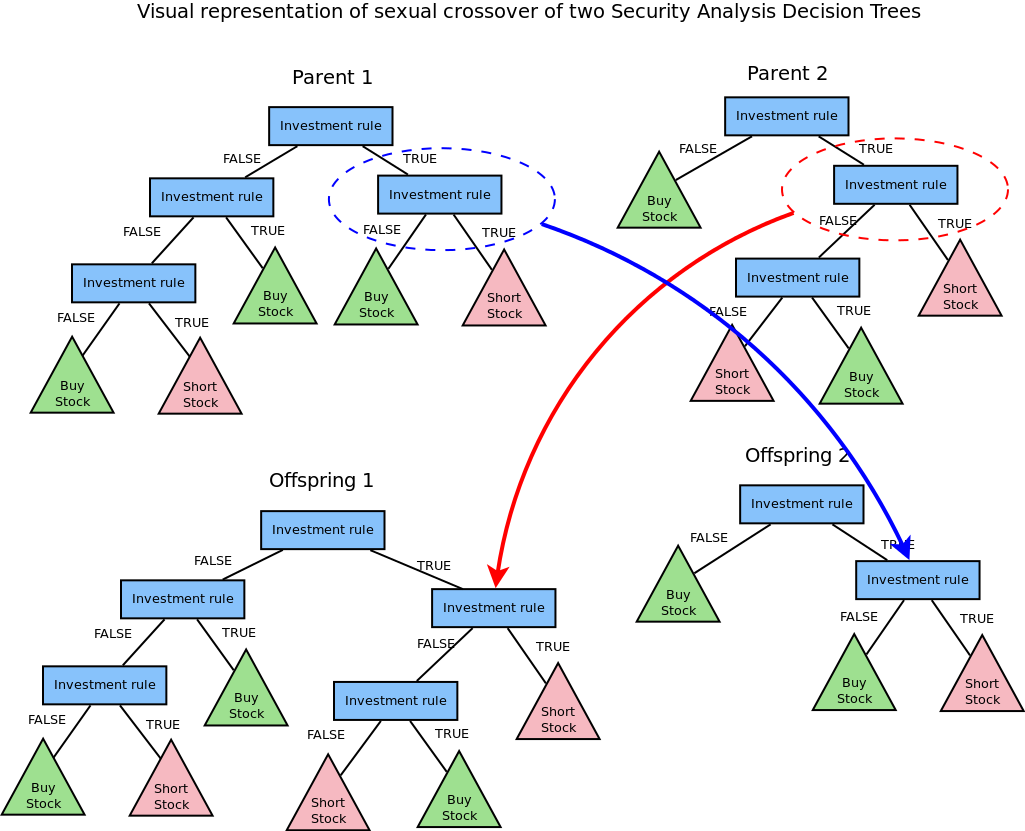 Visual representation of sexual crossover of two Security Analysis Decision Trees
Parent 1
Investment rule
FALSE
TRUE
Investment rule
Investment rule
FALSE
TRUE
FALSE
TRUE
Investment rule
Buy
Stock
Buy
Stock
Short
Stock
FALSE
TRUE
Buy
Stock
Short
Stock
Parent 2
Investment rule
FALSE
TRUE
Buy
Stock
Investment rule
FALSE
TRUE
Investment rule
Short
Stock
FALSE
TRUE
Short
Stock
Buy
Stock
Offspring 1
Investment rule
FALSE
TRUE
Investment rule
Investment rule
FALSE
TRUE
FALSE
TRUE
Investment rule
Buy
Stock
Investment rule
Short
Stock
FALSE
TRUE
FALSE
TRUE
Buy
Stock
Short
Stock
Short
Stock
Buy
Stock
Offspring 2
Investment rule
FALSE
TRUE
Buy
Stock
Investment rule
FALSE
TRUE
Buy
Stock
Short
Stock